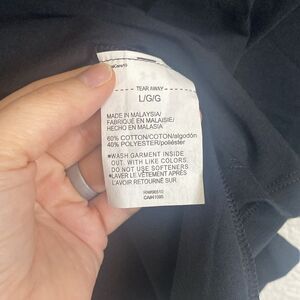 TEAR AWAY
L/G/G
MADE IN MALAYSIA/
FABRIQUÉ EN MALAISIE/
HECHO EN MALASIA
60% COTTON/COTON/algodón
40% POLYESTER/poliéster
*WASH GARMENT INSIDE
OUT. WITH LIKE COLORS.
DO NOT USE SOFTENERS
*LAVER LE VÊTEMENT APRÈS
L'AVOIR RETOURNÉ SUR